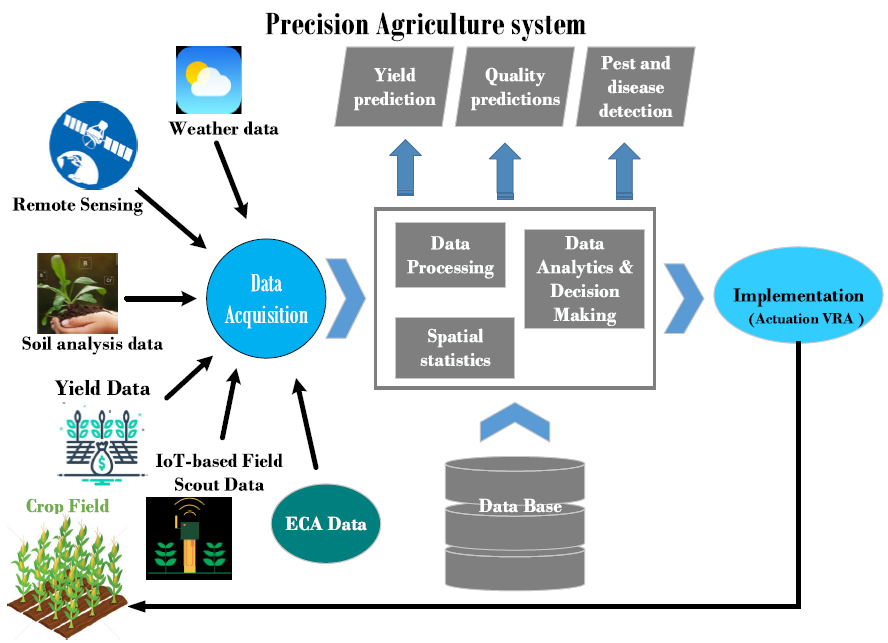 Precision Agriculture system
Weather data
Remote Sensing
Soil analysis data
Yield Data
IoT-based Field
Scout Data
ECA Data
Crop Field
Data
Acquisition
Yield
prediction
Quality
predictions
Pest and
disease
detection
Data
Processing
Data
Analytics &
Decision
Making
Spatial
statistics
Data Base
Implementation
( Actuation VRA )